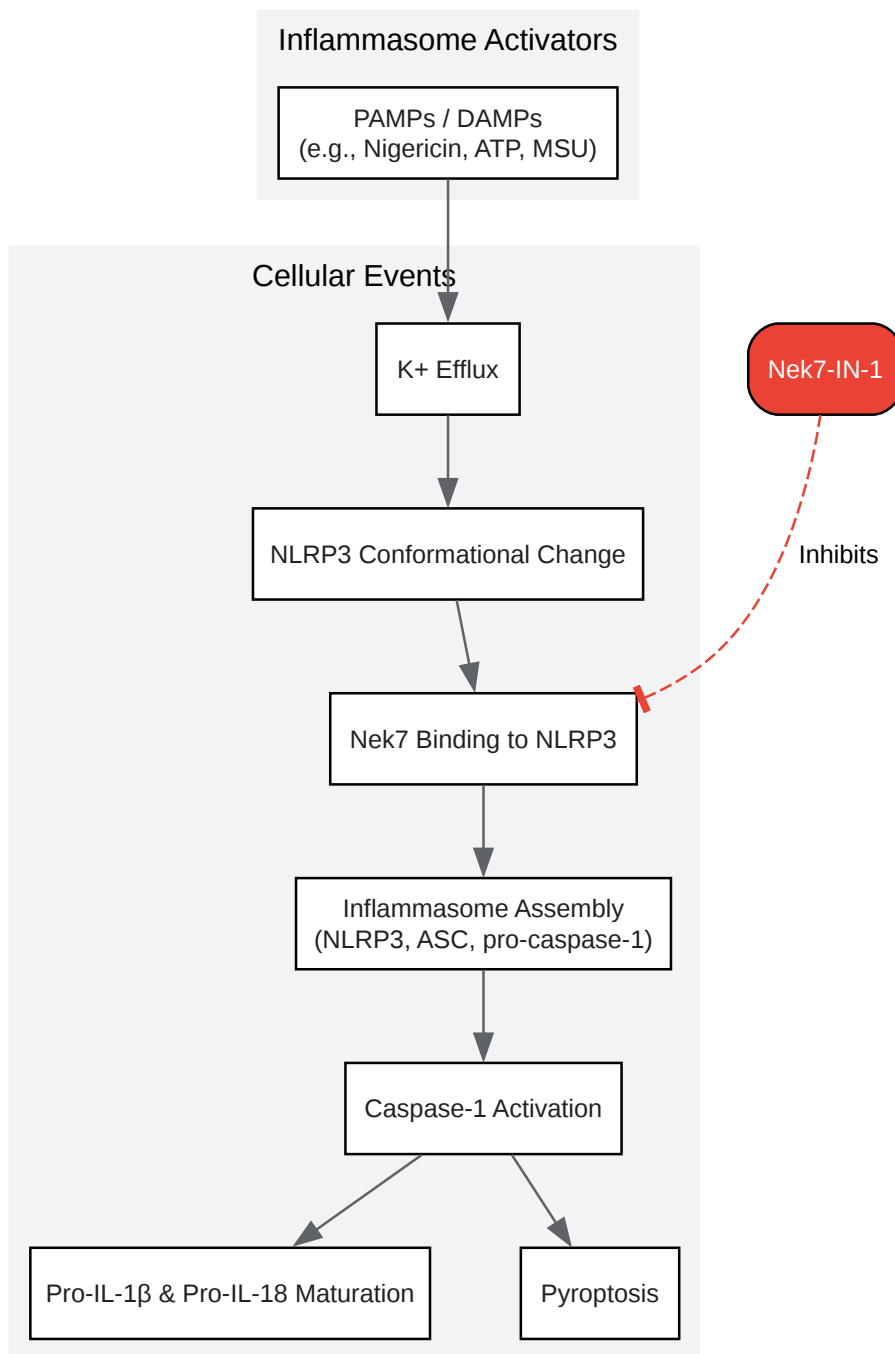 Inflammasome Activators
PAMPs / DAMPs
(e.g., Nigericin, ATP, MSU)
Cellular Events
K+ Efflux
Nek7-IN-1
NLRP3 Conformational Change
Inhibits
Nek7 Binding to NLRP3
Inflammasome Assembly
(NLRP3, ASC, pro-caspase-1)
Caspase-1 Activation
Pro-IL-1β & Pro-IL-18 Maturation
Pyroptosis